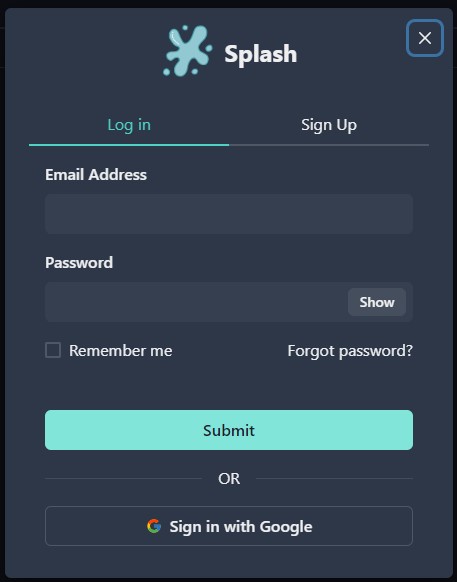 Splash
Log in Sign Up
Email Address
Password
Show
Remember me Forgot password?
Submit
OR
Sign in with Google